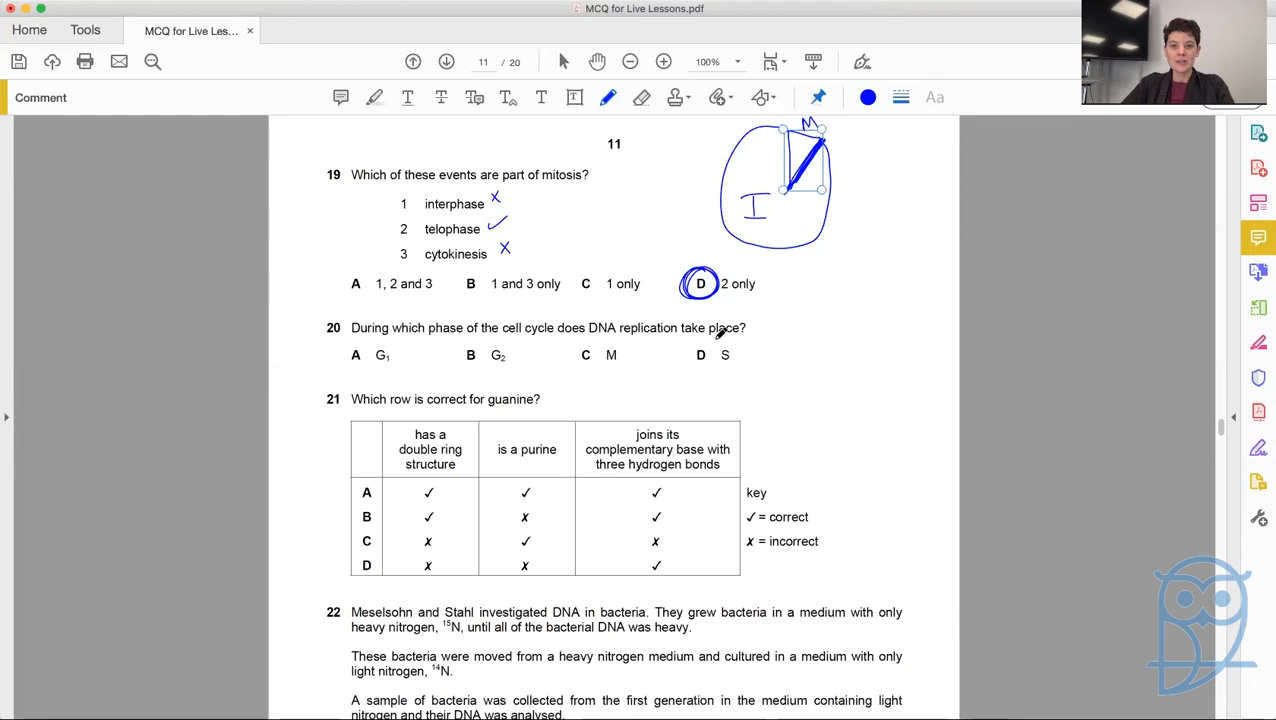 MCQ for Live Lessons.pdf
Home Tools MCQ for Live Les... ×
11 / 20 100%
Comment Aa
11
M
I
19 Which of these events are part of mitosis?
1 interphase x
2 telophase ✓
3 cytokinesis x
A 1, 2 and 3 B 1 and 3 only C 1 only D 2 only
20 During which phase of the cell cycle does DNA replication take place?
A G₁ B G₂ C M D S
21 Which row is correct for guanine?
has a double ring structure is a purine joins its complementary base with three hydrogen bonds
A ✓ ✓ ✓ key
B ✓ ✗ ✓ ✓ = correct
C ✗ ✓ ✗ ✗ = incorrect
D ✗ ✗ ✓
22 Meselsohn and Stahl investigated DNA in bacteria. They grew bacteria in a medium with only
heavy nitrogen, ¹⁵N, until all of the bacterial DNA was heavy.
These bacteria were moved from a heavy nitrogen medium and cultured in a medium with only
light nitrogen, ¹⁴N.
A sample of bacteria was collected from the first generation in the medium containing light
nitrogen and their DNA was analysed.